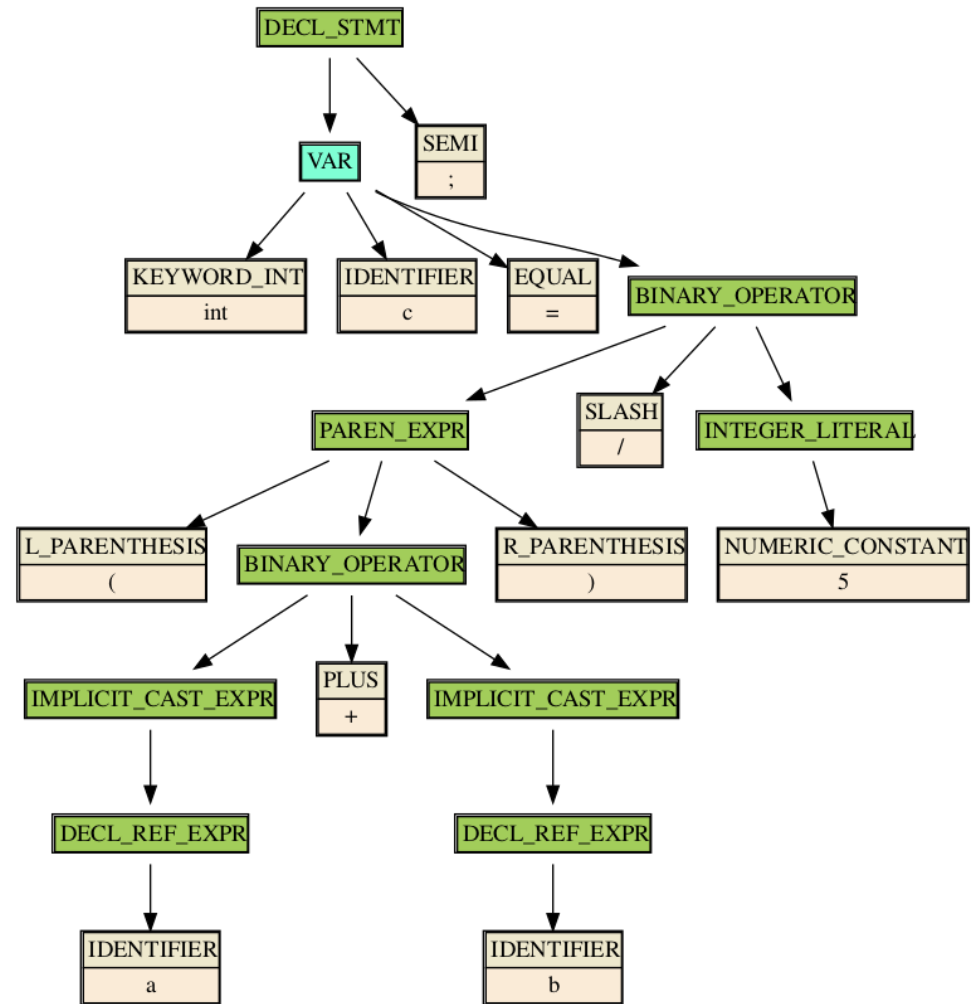 DECL_STMT
VAR
SEMI
;
KEYWORD_INT
int
IDENTIFIER
c
EQUAL
=
BINARY_OPERATOR
PAREN_EXPR
SLASH
/
INTEGER_LITERAL
L_PARENTHESIS
(
BINARY_OPERATOR
R_PARENTHESIS
)
NUMERIC_CONSTANT
5
IMPLICIT_CAST_EXPR
PLUS
+
IMPLICIT_CAST_EXPR
DECL_REF_EXPR
DECL_REF_EXPR
IDENTIFIER
a
IDENTIFIER
b